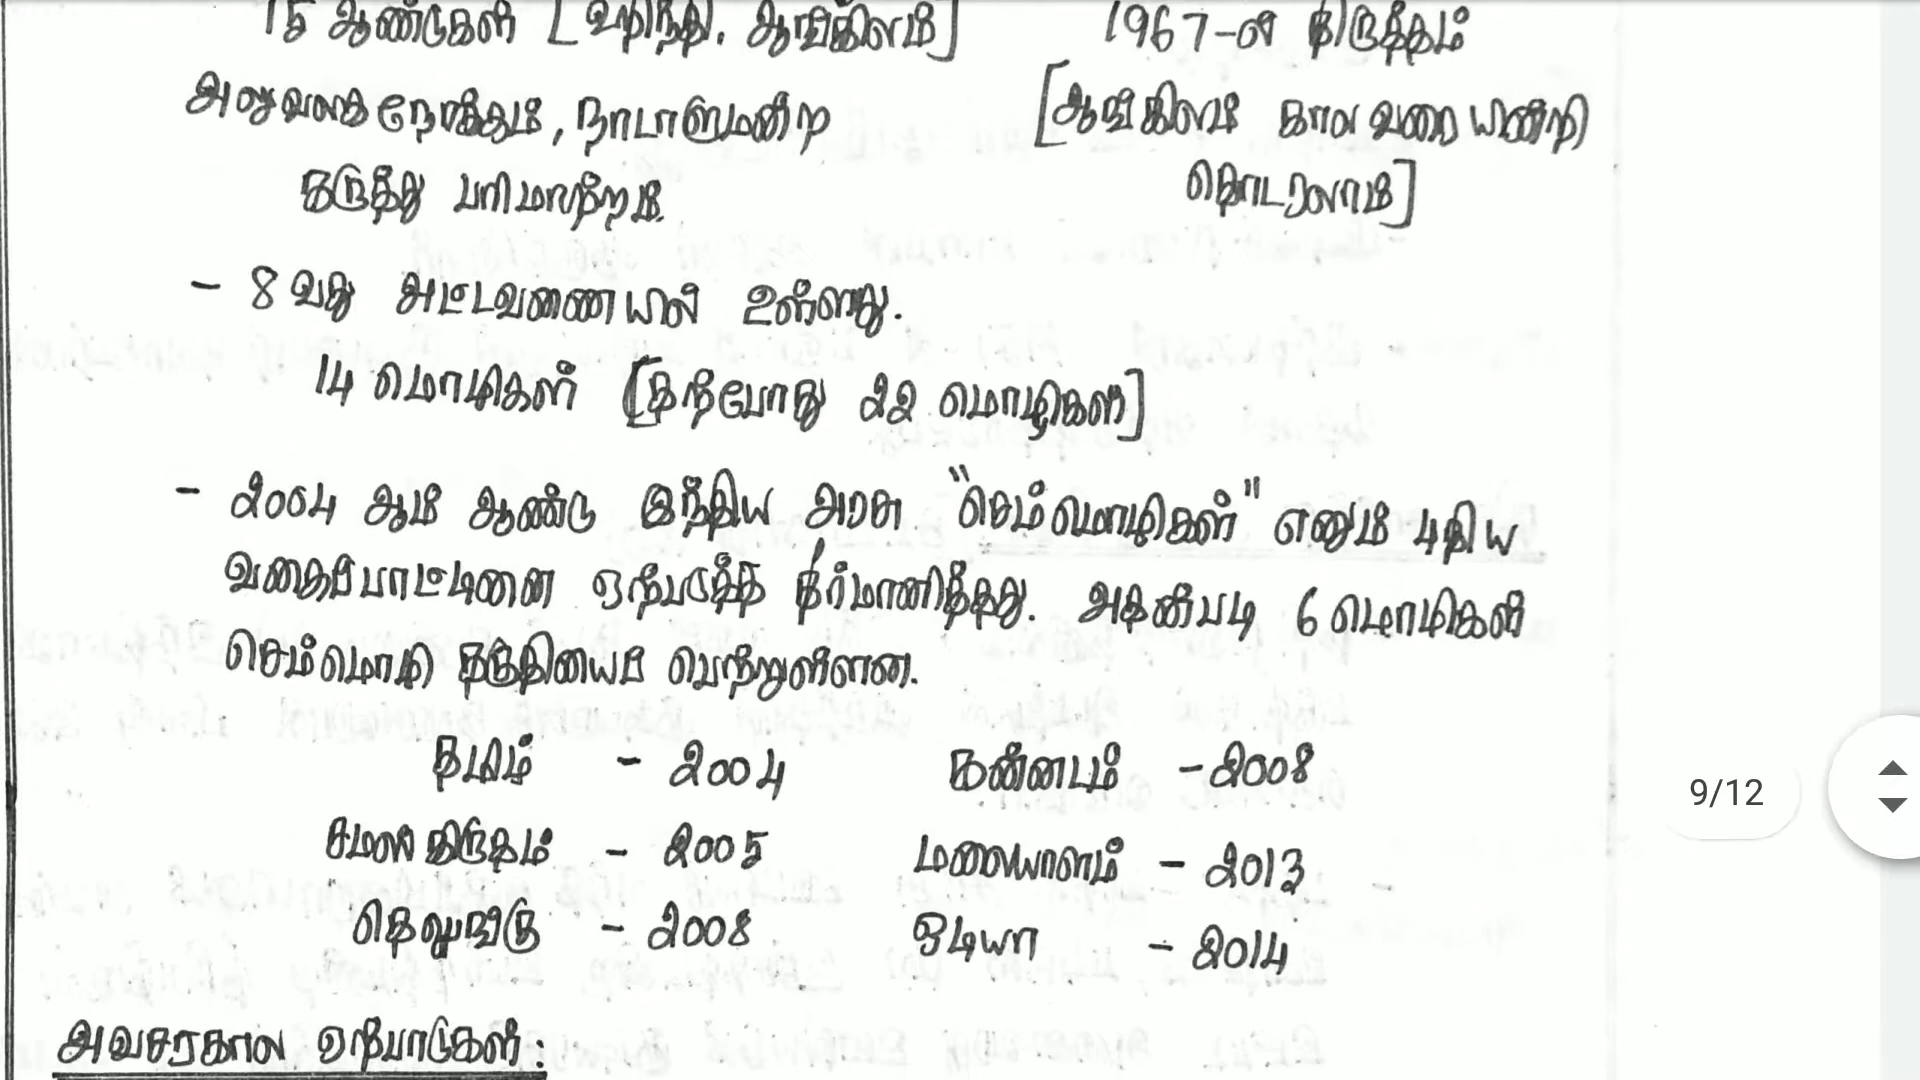 15 ஆண்டுகள் [ஹிந்தி, ஆங்கிலம்] 1967-ல் திருத்தம்
அலுவலக நோக்கம், நாடாளுமன்ற [ஆங்கிலம் காலவரையின்றி
கருத்து பரிமாற்றம். தொடரலாம்]
- 8 வது அட்டவணையில் உள்ளது.
14 மொழிகள் [தற்போது 22 மொழிகள்]
- 2004 ஆம் ஆண்டு இந்திய அரசு "செம்மொழிகள்" எனும் புதிய
வகைப்பாட்டினை ஏற்படுத்த தீர்மானித்தது. அதன்படி 6 மொழிகள்
செம்மொழி தகுதியைப் பெற்றுள்ளன.
தமிழ் - 2004 கன்னடம் - 2008
சமஸ்கிருதம் - 2005 மலையாளம் - 2013
தெலுங்கு - 2008 ஒடியா - 2014
9/12
அவசரகால ஏற்பாடுகள்: